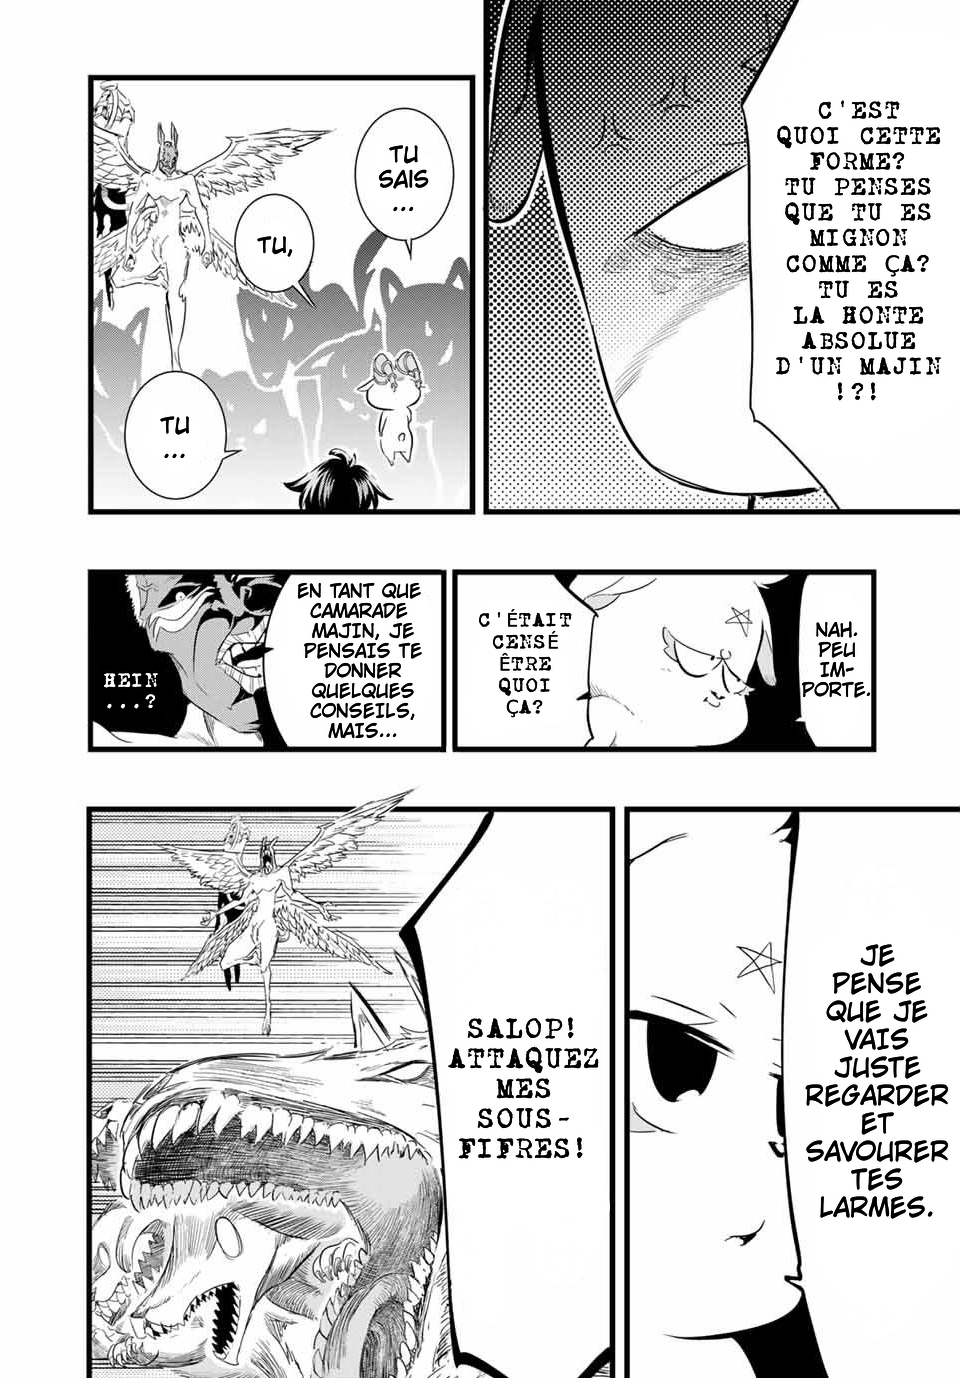 C'EST
QUOI CETTE
FORME?
TU PENSES
QUE TU ES
MIGNON
COMME ÇA?
TU ES
LA HONTE
ABSOLUE
D'UN MAJIN
!?!
TU
SAIS
...
TU,
TU
...
NAH.
PEU
IM-
PORTE.
C'ÉTAIT
CENSÉ
ÊTRE
QUOI
ÇA?
EN TANT QUE
CAMARADE
MAJIN, JE
PENSAIS TE
DONNER
QUELQUES
CONSEILS,
MAIS...
HEIN
...?
JE
PENSE
QUE JE
VAIS
JUSTE
REGARDER
ET
SAVOURER
TES
LARMES.
SALOP!
ATTAQUEZ
MES
SOUS-
FIFRES!